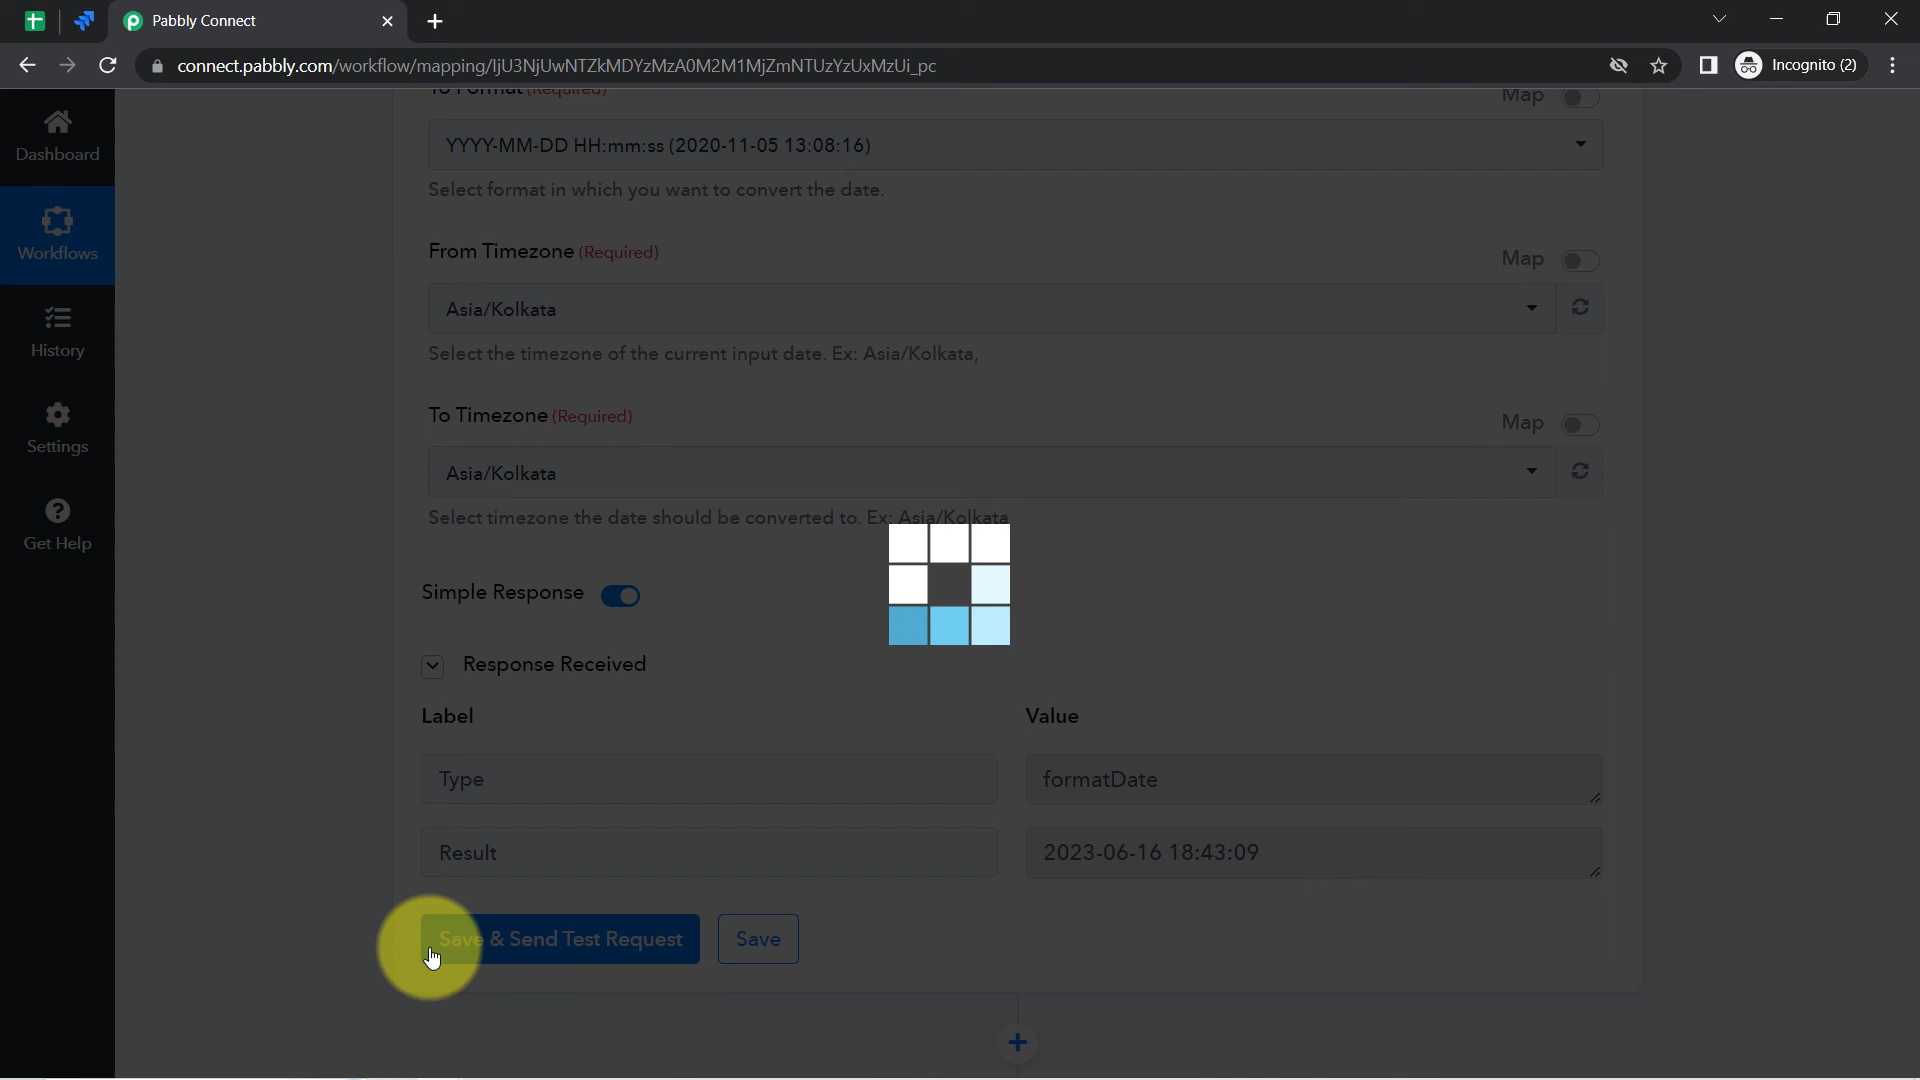 Pabbly Connect
connect.pabbly.com/workflow/mapping/IjU3NjUwNTZkMDYzMzA0M2M1MjZmNTUzYzUxMzUi_pc
Incognito (2)
Dashboard
Workflows
History
Settings
Get Help
To Format (Required)
Map
YYYY-MM-DD HH:mm:ss (2020-11-05 13:08:16)
Select format in which you want to convert the date.
From Timezone (Required)
Map
Asia/Kolkata
Select the timezone of the current input date. Ex: Asia/Kolkata,
To Timezone (Required)
Map
Asia/Kolkata
Select timezone the date should be converted to. Ex: Asia/Kolkata
Simple Response
Response Received
Label
Value
Type
formatDate
Result
2023-06-16 18:43:09
Save & Send Test Request
Save